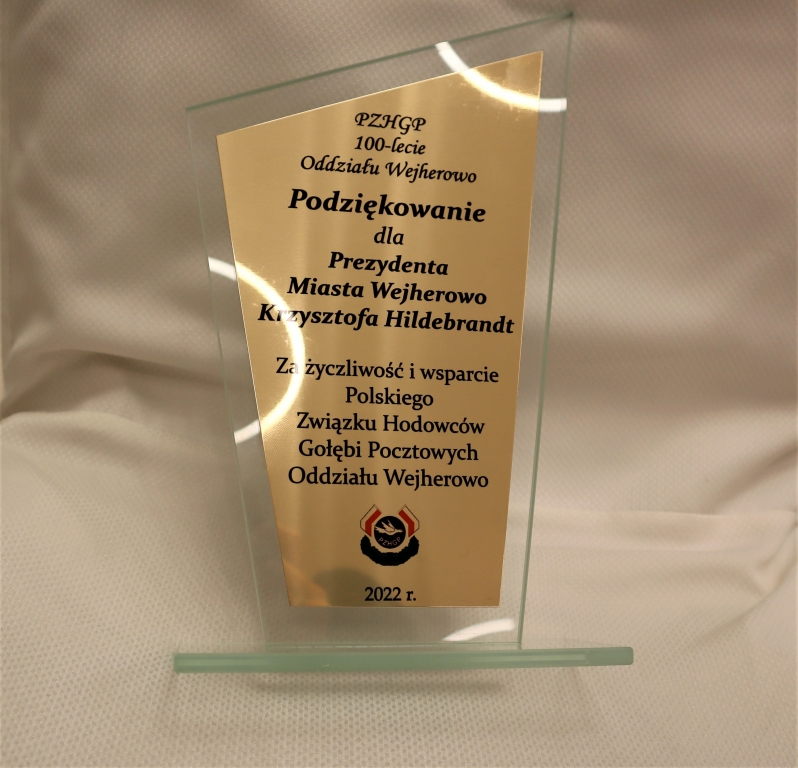 PZHGP
100-lecie
Oddziału Wejherowo
Podziękowanie
dla
Prezydenta
Miasta Wejherowo
Krzysztofa Hildebrandt
Za życzliwość i wsparcie
Polskiego
Związku Hodowców
Gołębi Pocztowych
Oddziału Wejherowo
PZHGP
2022 r.